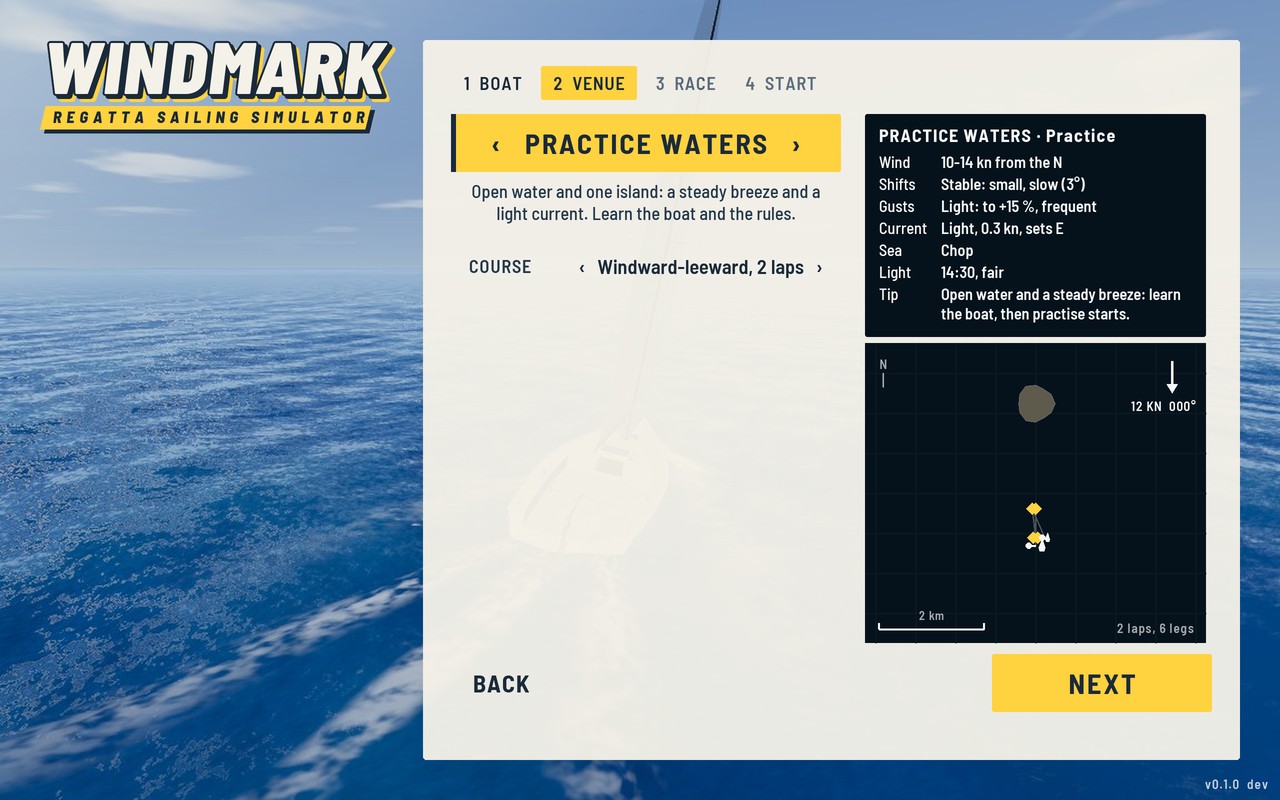 WINDMARK
REGATTA SAILING SIMULATOR
1 BOAT 2 VENUE 3 RACE 4 START
‹ PRACTICE WATERS ›
Open water and one island: a steady breeze and a
light current. Learn the boat and the rules.
COURSE ‹ Windward-leeward, 2 laps ›
PRACTICE WATERS · Practice
Wind 10-14 kn from the N
Shifts Stable: small, slow (3°)
Gusts Light: to +15 %, frequent
Current Light, 0.3 kn, sets E
Sea Chop
Light 14:30, fair
Tip Open water and a steady breeze: learn
the boat, then practise starts.
N
12 KN 000°
2 km
2 laps, 6 legs
BACK
NEXT
v0.1.0 dev